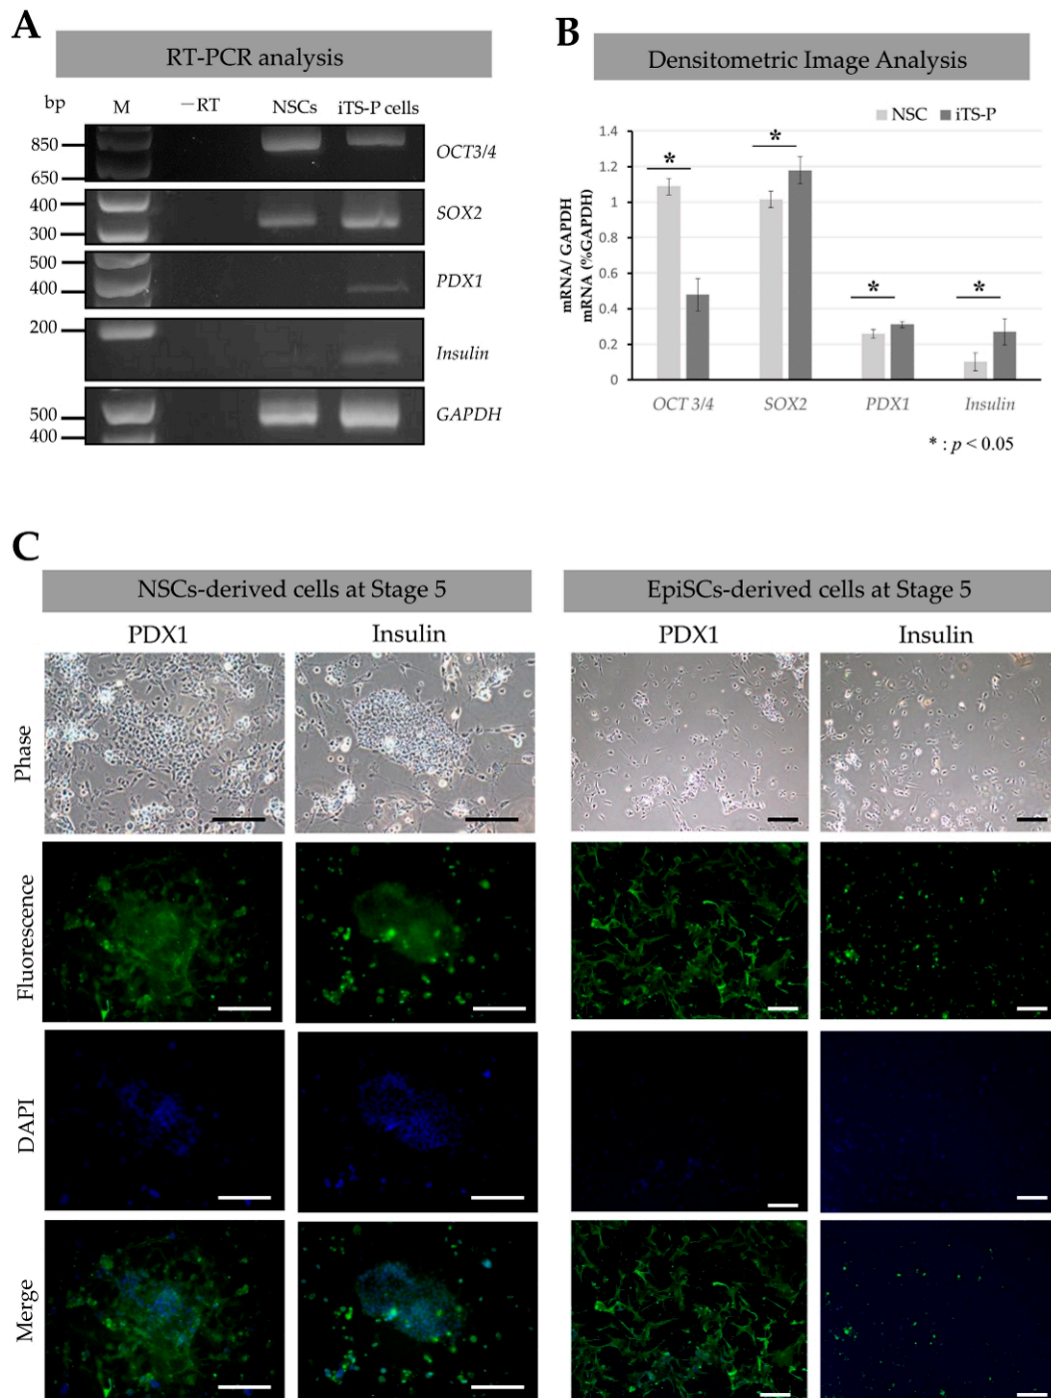 A
RT-PCR analysis
bp
M
−RT
NSCs
iTS-P cells
850
650
OCT3/4
400
300
SOX2
500
400
PDX1
200
Insulin
500
400
GAPDH
B
Densitometric Image Analysis
NSC
iTS-P
mRNA/ GAPDH
mRNA (%GAPDH)
1.4
1.2
1
0.8
0.6
0.4
0.2
0
*
*
*
*
OCT 3/4
SOX2
PDX1
Insulin
* : p < 0.05
C
NSCs-derived cells at Stage 5
EpiSCs-derived cells at Stage 5
PDX1
Insulin
PDX1
Insulin
Phase
Fluorescence
DAPI
Merge